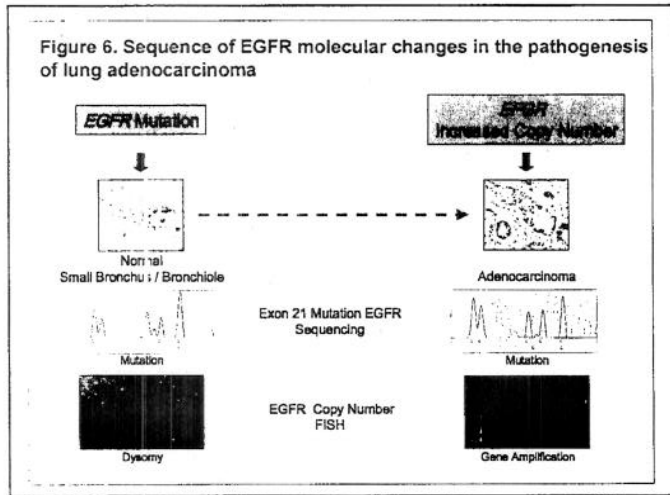 Figure 6. Sequence of EGFR molecular changes in the pathogenesis
of lung adenocarcinoma
EGFR Mutation
EFGR
Increased Copy Number
Normal
Small Bronchus / Bronchiole
Adenocarcinoma
Exon 21 Mutation EGFR
Sequencing
Mutation
Mutation
EGFR Copy Number
FISH
Dysomy
Gene Amplification